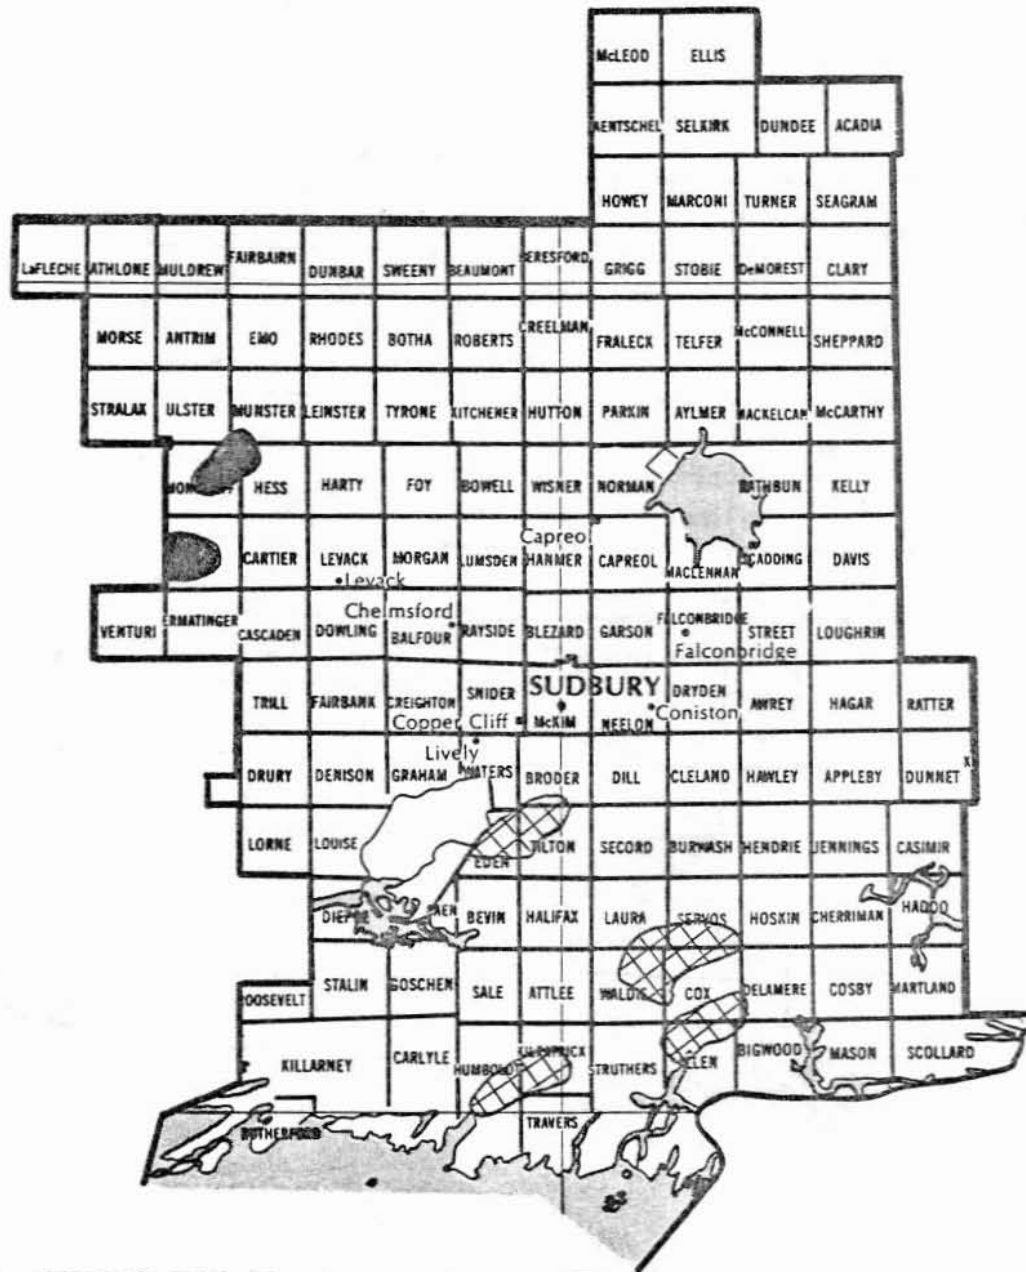 McLEOD ELLIS
SELKIRK DUNDEE ACADIA
HOWEY MARCONI TURNER SEAGRAM
LaFLECHE ATHLONE MULDREW FAIRBAIRN DUNBAR SWEENY BEAUMONT BERESFORD GRIGG STOBIE DeMOREST CLARY
MORSE ANTRIM EMO RHODES BOTHA ROBERTS CREELMAN FRALECK TELFER McCONNELL SHEPPARD
STRALAK ULSTER MUNSTER LEINSTER TYRONE KITCHENER HUTTON PARKIN AYLMER MACKELCAN McCARTHY
HESS HARTY FOY BOWELL WISNER NORMAN RATHBUN KELLY
Capreol
CARTIER LEVACK MORGAN LUMSDEN HANMER CAPREOL MACLENNAN SCADDING DAVIS
Levack
Chelmsford
VENTURI ERMATINGER CASCADEN DOWLING BALFOUR RAYSIDE BLEZARD GARSON FALCONBRIDGE STREET LOUGHRIN
Falconbridge
SUDBURY
TRILL FAIRBANK CREIGHTON SNIDER McKIM NEELON DRYDEN AWREY HAGAR RATTER
Copper Cliff Coniston
Lively
DRURY DENISON GRAHAM WATERS BRODER DILL CLELAND HAWLEY APPLEBY DUNNET x
LORNE LOUISE EDEN TILTON SECORD BURWASH HENDRIE JENNINGS CASIMIR
DIEPPE BEVIN HALIFAX LAURA SERVOS HOSKIN CHERRIMAN HADDO
ROOSEVELT STALIN GOSCHEN SALE ATTLEE WALDIE COX DELAMERE COSBY MARTLAND
KILLARNEY CARLYLE HUMBOLDT KILPATRICK STRUTHERS ALLEN BIGWOOD MASON SCOLLARD
RUTHERFORD TRAVERS